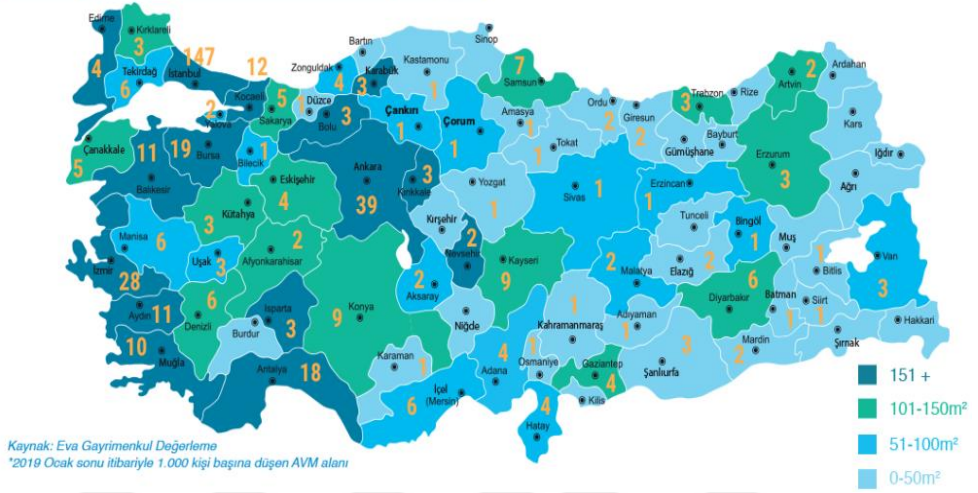 Edirne
Kırklareli
3
4
Tekirdağ
6
147
İstanbul
12
Kocaeli
2
Yalova
5
Sakarya
1
Düzce
Zonguldak
4
Bartın
3
Karabük
Bolu
3
Kastamonu
1
Sinop
7
Samsun
Çankırı
1
Çorum
1
Amasya
1
Tokat
1
Ordu
2
Giresun
2
Trabzon
3
Rize
Artvin
2
Ardahan
Gümüşhane
Bayburt
Kars
Iğdır
Erzurum
3
Ağrı
Çanakkale
5
11
Balıkesir
19
Bursa
Bilecik
1
Eskişehir
4
Ankara
39
3
Kırıkkale
Yozgat
1
Kırşehir
2
Nevşehir
Sivas
1
Erzincan
1
Tunceli
Bingöl
1
Muş
Kütahya
3
Manisa
6
Uşak
3
2
Afyonkarahisar
İzmir
28
Aydın
11
6
Denizli
Isparta
3
Burdur
10
Muğla
Antalya
18
Konya
9
2
Aksaray
Kayseri
9
Niğde
Karaman
1
İçel
(Mersin)
6
Adana
4
2
Malatya
Elazığ
2
1
Kahramanmaraş
Adıyaman
1
1
Osmaniye
Gaziantep
4
Kilis
4
Hatay
3
Şanlıurfa
6
Diyarbakır
Batman
1
1
Bitlis
Siirt
1
Mardin
2
Şırnak
Hakkari
Van
3
151 +
101-150m²
51-100m²
0-50m²
Kaynak: Eva Gayrimenkul Değerleme
*2019 Ocak sonu itibariyle 1.000 kişi başına düşen AVM alanı